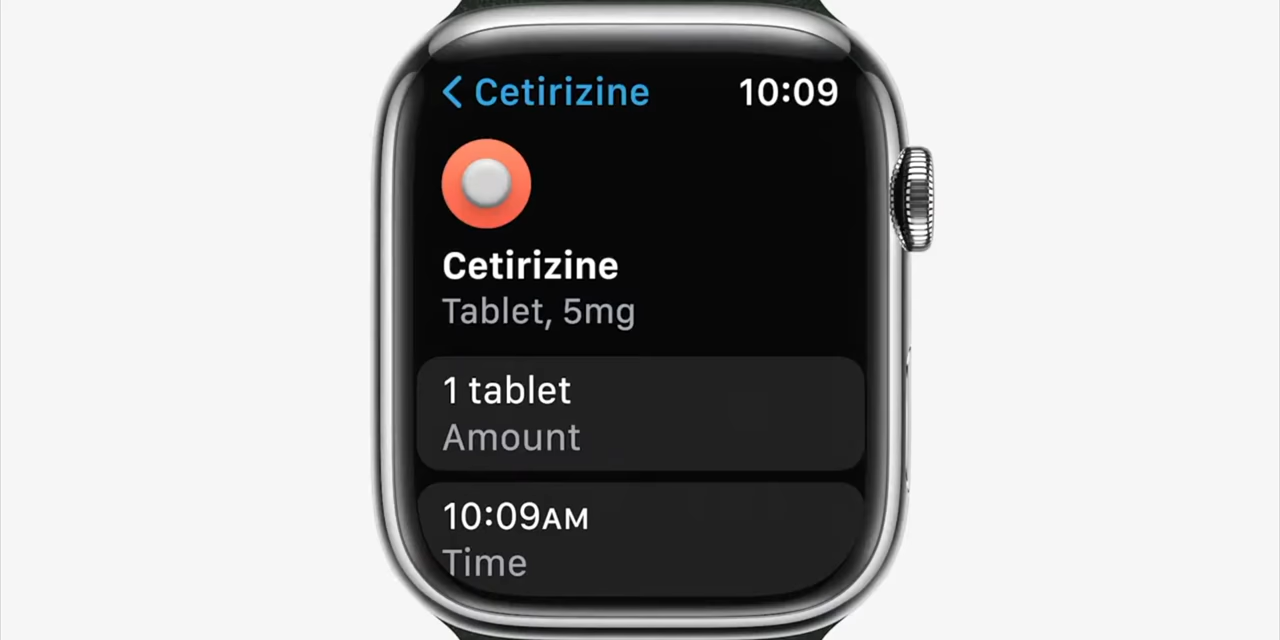 Cetirizine 10:09
Cetirizine
Tablet, 5mg
1 tablet
Amount
10:09AM
Time